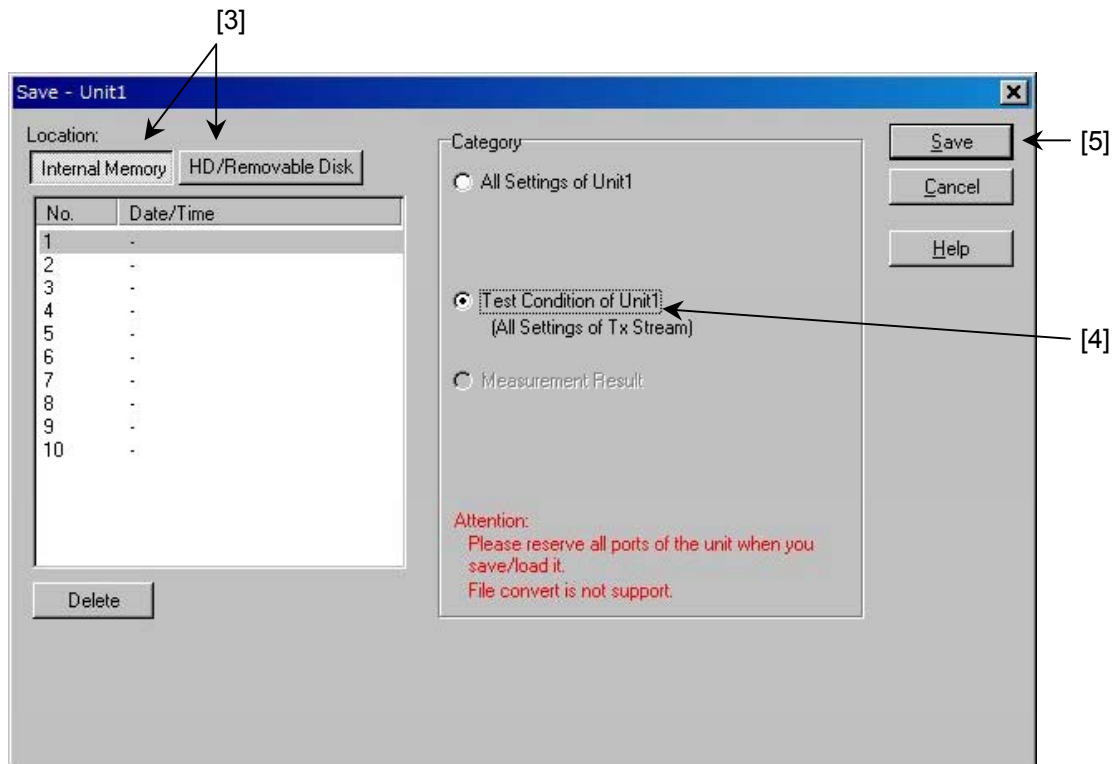 [3]
Save - Unit1
Location:
Internal Memory
HD/Removable Disk
No. Date/Time
1 -
2 -
3 -
4 -
5 -
6 -
7 -
8 -
9 -
10 -
Delete
Category
All Settings of Unit1
Test Condition of Unit1
(All Settings of Tx Stream)
Measurement Result
Attention:
Please reserve all ports of the unit when you
save/load it.
File convert is not support.
Save
Cancel
Help
[5]
[4]